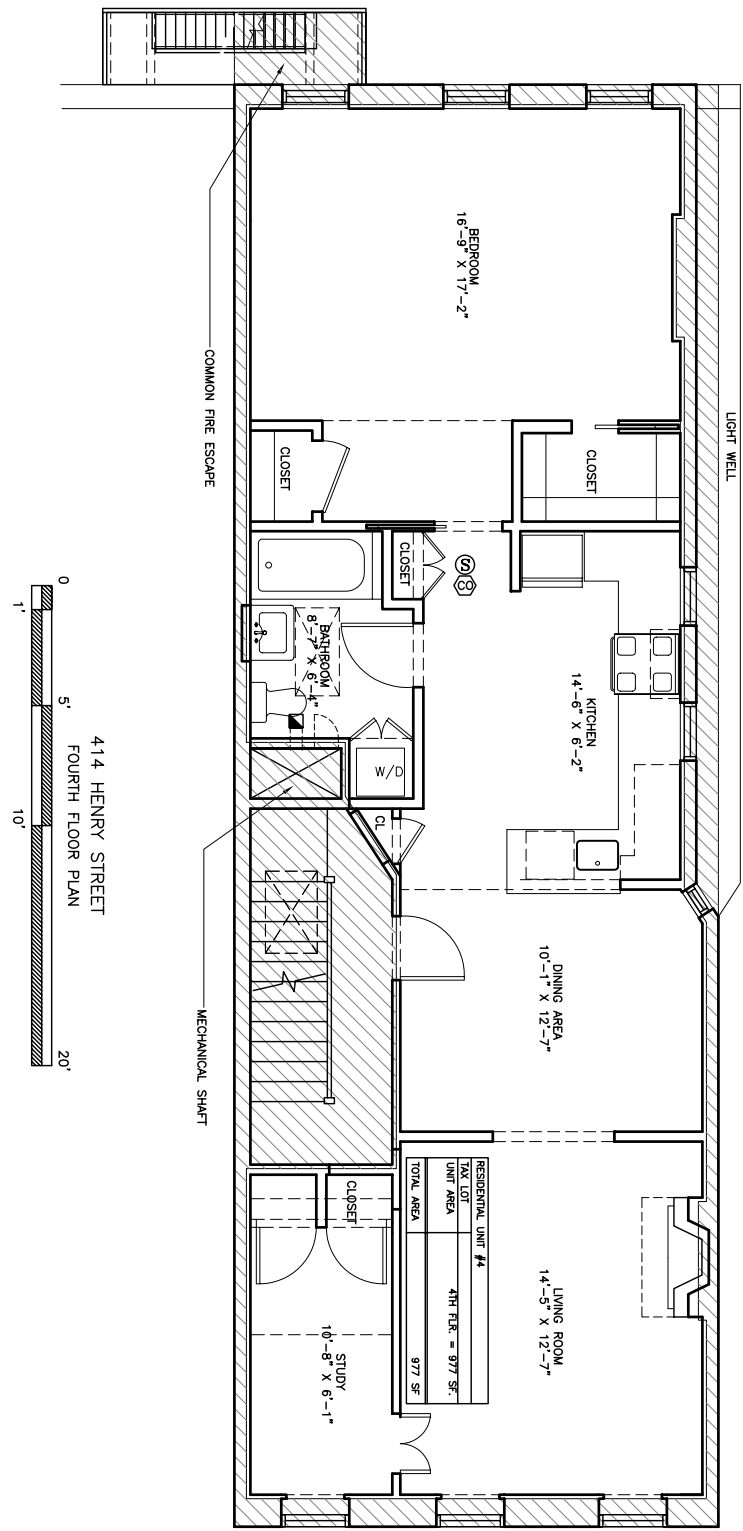 LIGHT WELL
BEDROOM
16'-9" X 17'-2"
CLOSET
CLOSET
CLOSET
S
CO
KITCHEN
14'-6" X 6'-2"
BATHROOM
8'-7" X 6'-4"
W/D
CL
DINING AREA
10'-1" X 12'-7"
LIVING ROOM
14'-5" X 12'-7"
RESIDENTIAL UNIT #4
TAX LOT
UNIT AREA 4TH FLR. = 977 SF.
TOTAL AREA 977 SF
CLOSET
STUDY
10'-8" X 6'-1"
COMMON FIRE ESCAPE
MECHANICAL SHAFT
0 5' 20'
1' 10'
414 HENRY STREET
FOURTH FLOOR PLAN